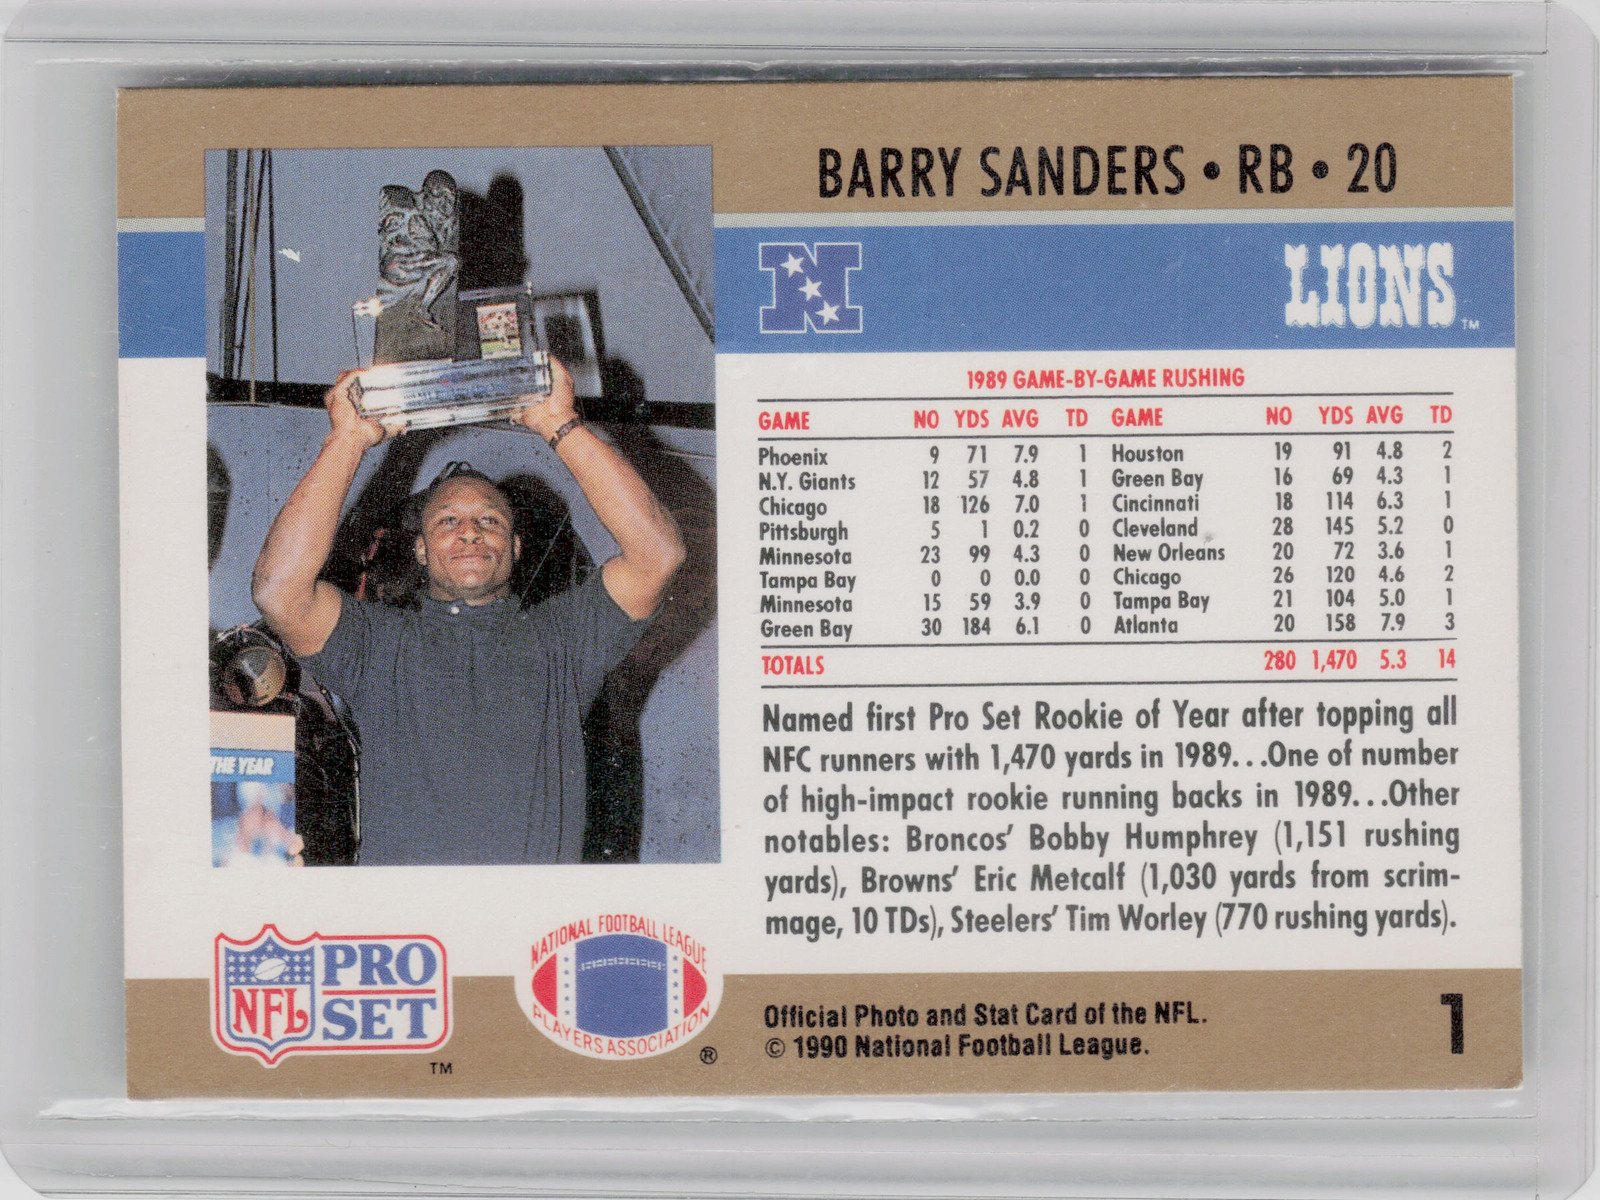 BARRY SANDERS • RB • 20
N
LIONS™
1989 GAME-BY-GAME RUSHING
GAME NO YDS AVG TD GAME NO YDS AVG TD
Phoenix 9 71 7.9 1 Houston 19 91 4.8 2
N.Y. Giants 12 57 4.8 1 Green Bay 16 69 4.3 1
Chicago 18 126 7.0 1 Cincinnati 18 114 6.3 1
Pittsburgh 5 1 0.2 0 Cleveland 28 145 5.2 0
Minnesota 23 99 4.3 0 New Orleans 20 72 3.6 1
Tampa Bay 0 0 0.0 0 Chicago 26 120 4.6 2
Minnesota 15 59 3.9 0 Tampa Bay 21 104 5.0 1
Green Bay 30 184 6.1 0 Atlanta 20 158 7.9 3
TOTALS 280 1,470 5.3 14
Named first Pro Set Rookie of Year after topping all
NFC runners with 1,470 yards in 1989...One of number
of high-impact rookie running backs in 1989...Other
notables: Broncos' Bobby Humphrey (1,151 rushing
yards), Browns' Eric Metcalf (1,030 yards from scrim-
mage, 10 TDs), Steelers' Tim Worley (770 rushing yards).
THE YEAR
NFL PRO
SET
™
NATIONAL FOOTBALL LEAGUE
PLAYERS ASSOCIATION
®
Official Photo and Stat Card of the NFL.
© 1990 National Football League.
1